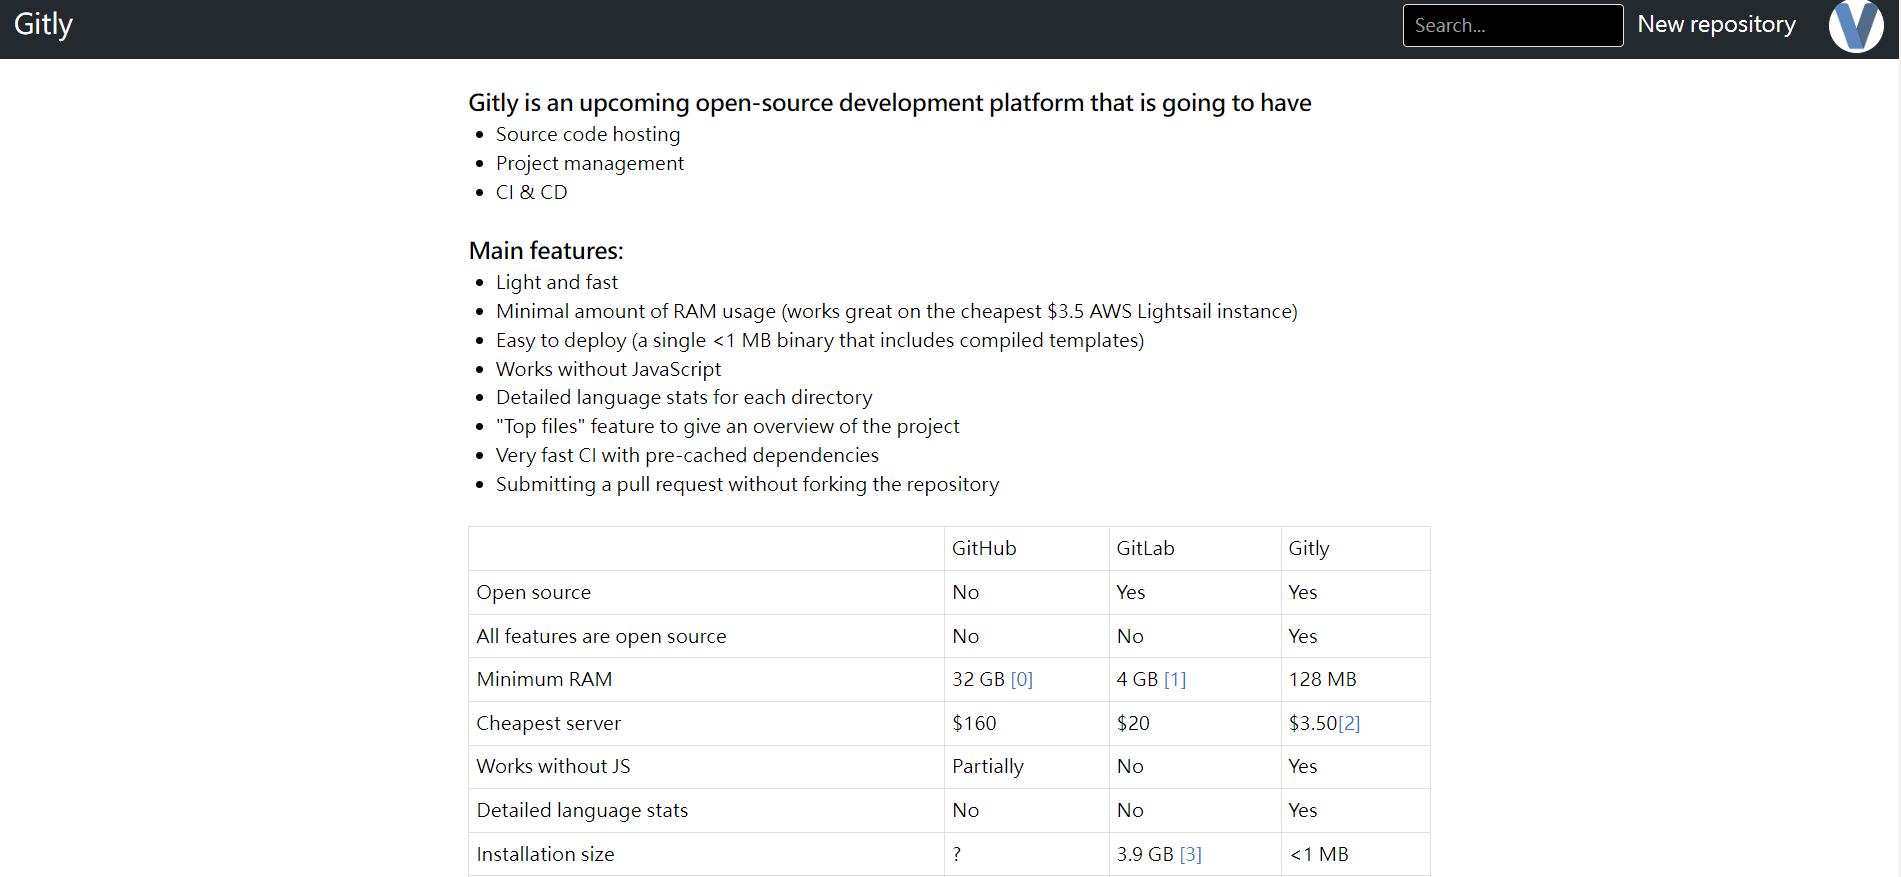 Gitly
Search...
New repository
Gitly is an upcoming open-source development platform that is going to have
• Source code hosting
• Project management
• CI & CD
Main features:
• Light and fast
• Minimal amount of RAM usage (works great on the cheapest $3.5 AWS Lightsail instance)
• Easy to deploy (a single <1 MB binary that includes compiled templates)
• Works without JavaScript
• Detailed language stats for each directory
• "Top files" feature to give an overview of the project
• Very fast CI with pre-cached dependencies
• Submitting a pull request without forking the repository
GitHub GitLab Gitly
Open source No Yes Yes
All features are open source No No Yes
Minimum RAM 32 GB [0] 4 GB [1] 128 MB
Cheapest server $160 $20 $3.50[2]
Works without JS Partially No Yes
Detailed language stats No No Yes
Installation size ? 3.9 GB [3] <1 MB